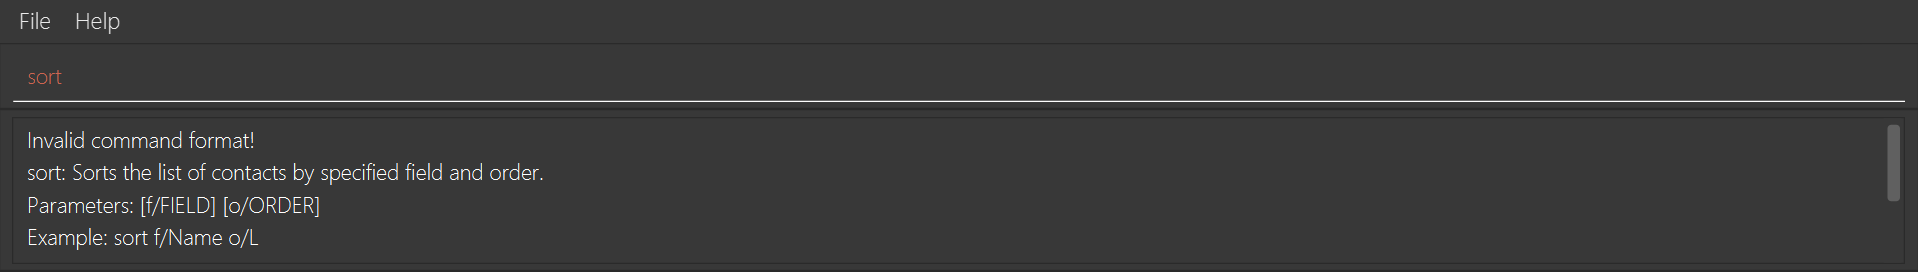 File Help
sort
Invalid command format!
sort: Sorts the list of contacts by specified field and order.
Parameters: [f/FIELD] [o/ORDER]
Example: sort f/Name o/L